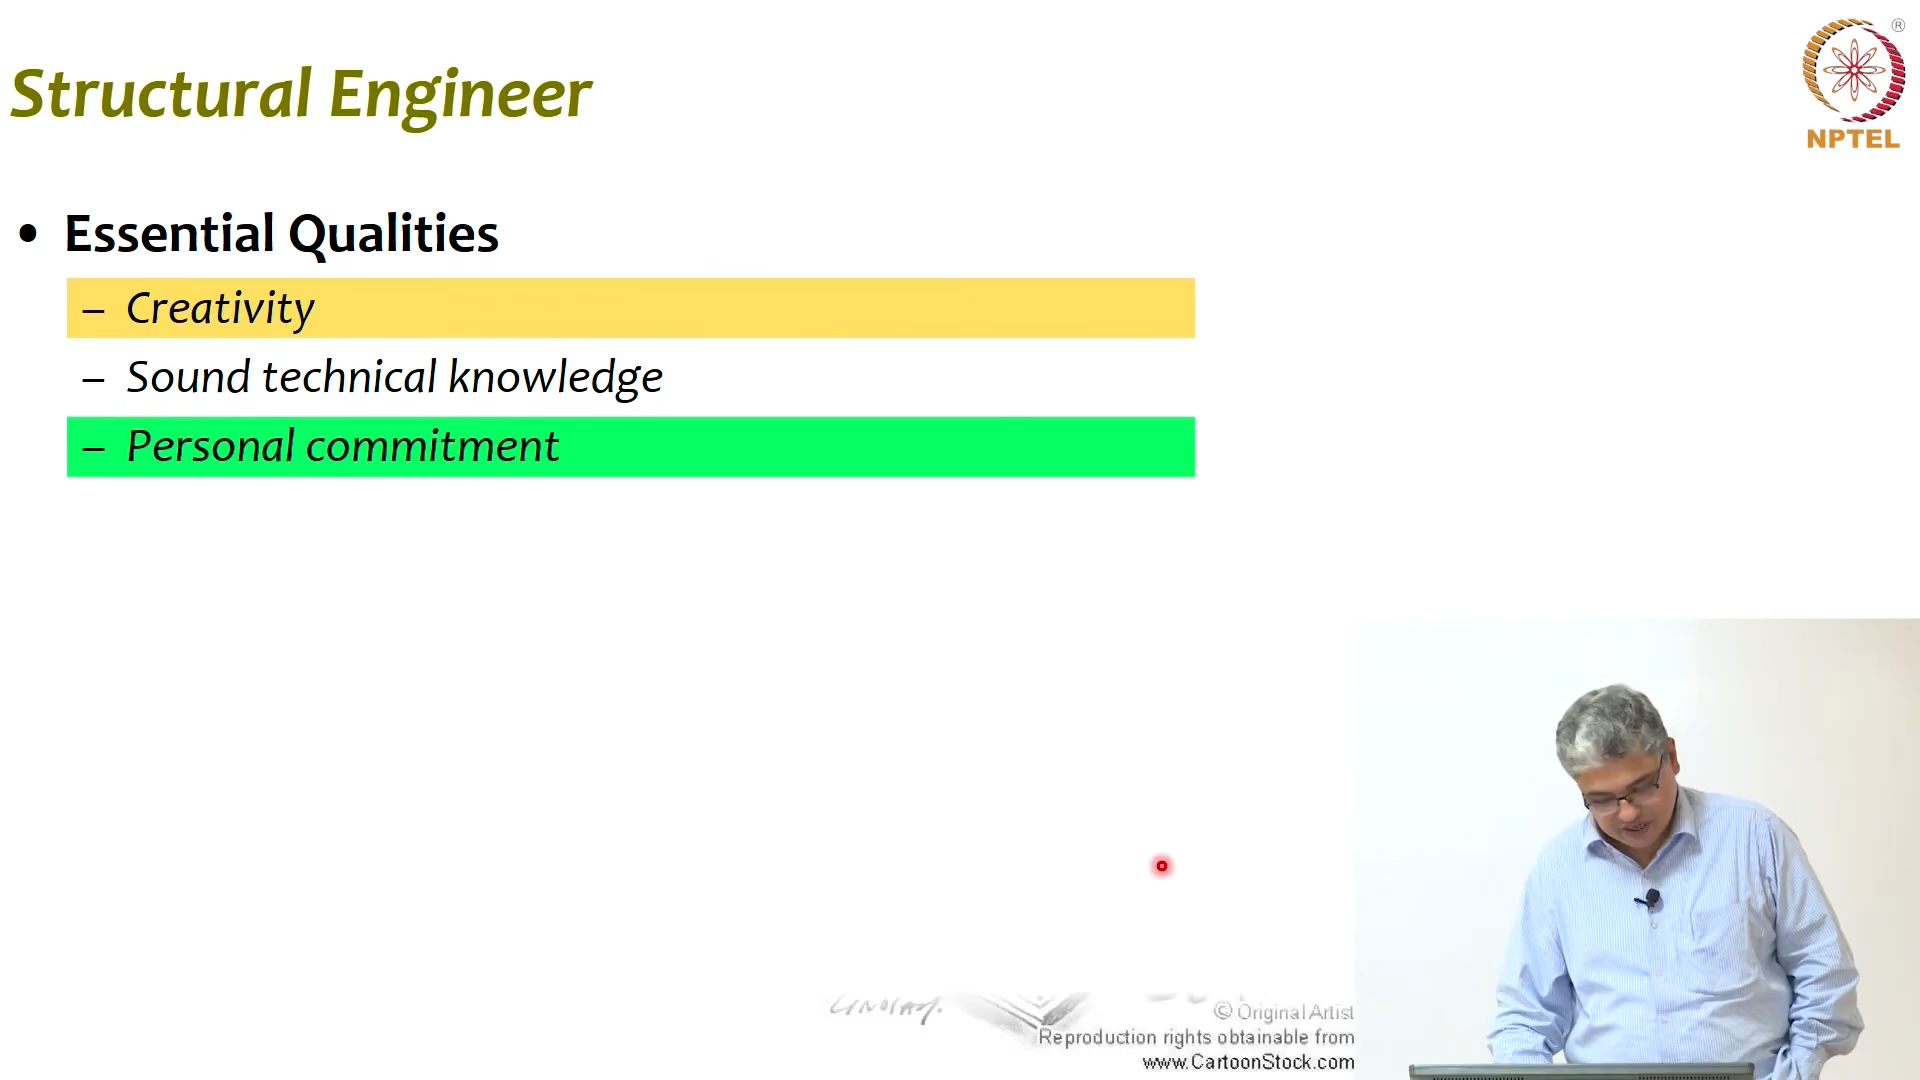 Structural Engineer
®
NPTEL
• Essential Qualities
– Creativity
– Sound technical knowledge
– Personal commitment
© Original Artist
Reproduction rights obtainable from
www.CartoonStock.com